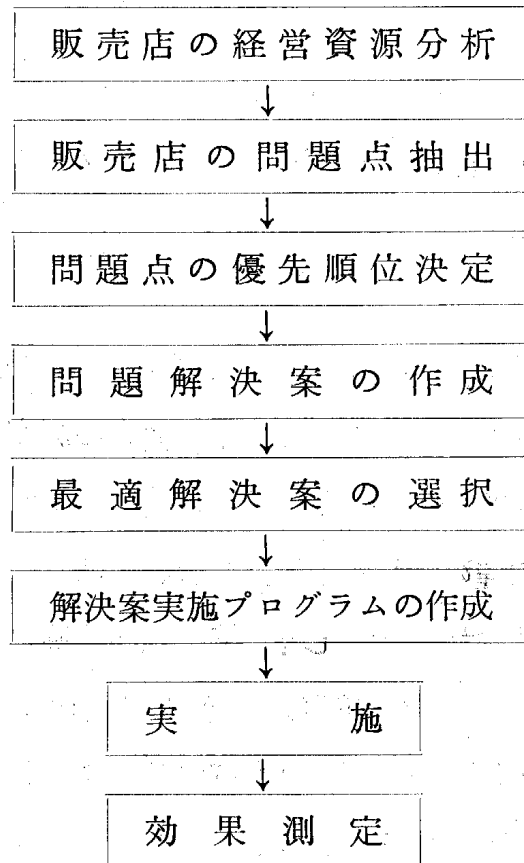 販売店の経営資源分析
↓
販売店の問題点抽出
↓
問題点の優先順位決定
↓
問題解決案の作成
↓
最適解決案の選択
↓
解決案実施プログラムの作成
↓
実施
↓
効果測定